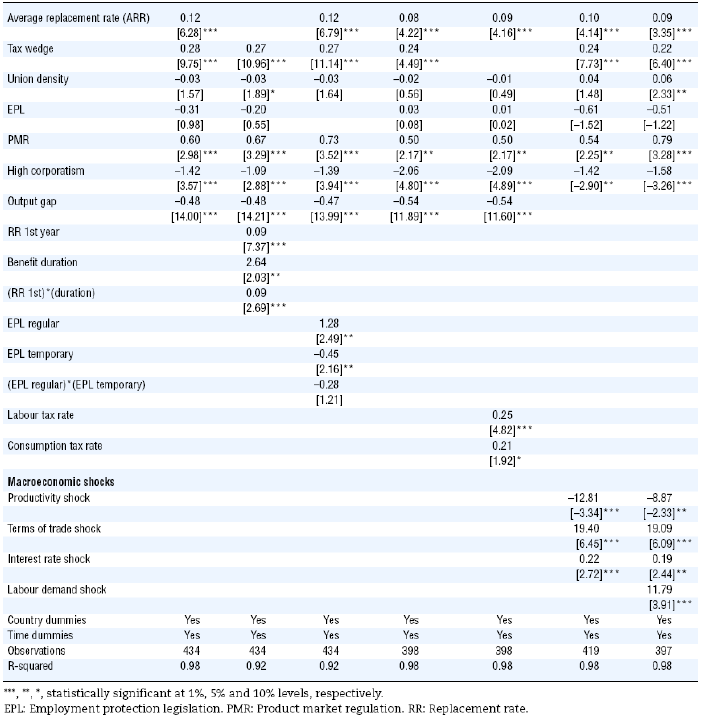 Average replacement rate (ARR) 0.12 0.12 0.08 0.09 0.10 0.09
[6.28]*** [6.79]*** [4.22]*** [4.16]*** [4.14]*** [3.35]***
Tax wedge 0.28 0.27 0.27 0.24 0.24 0.22
[9.75]*** [10.96]*** [11.14]*** [4.49]*** [7.73]*** [6.40]***
Union density –0.03 –0.03 –0.03 –0.02 –0.01 0.04 0.06
[1.57] [1.89]* [1.64] [0.56] [0.49] [1.48] [2.33]**
EPL –0.31 –0.20 0.03 0.01 –0.61 –0.51
[0.98] [0.55] [0.08] [0.02] [–1.52] [–1.22]
PMR 0.60 0.67 0.73 0.50 0.50 0.54 0.79
[2.98]*** [3.29]*** [3.52]*** [2.17]** [2.17]** [2.25]** [3.28]***
High corporatism –1.42 –1.09 –1.39 –2.06 –2.09 –1.42 –1.58
[3.57]*** [2.88]*** [3.94]*** [4.80]*** [4.89]*** [–2.90]** [–3.26]***
Output gap –0.48 –0.48 –0.47 –0.54 –0.54
[14.00]*** [14.21]*** [13.99]*** [11.89]*** [11.60]***
RR 1st year 0.09
[7.37]***
Benefit duration 2.64
[2.03]**
(RR 1st)*(duration) 0.09
[2.69]***
EPL regular 1.28
[2.49]**
EPL temporary –0.45
[2.16]**
(EPL regular)*(EPL temporary) –0.28
[1.21]
Labour tax rate 0.25
[4.82]***
Consumption tax rate 0.21
[1.92]*
Macroeconomic shocks
Productivity shock –12.81 –8.87
[–3.34]*** [–2.33]**
Terms of trade shock 19.40 19.09
[6.45]*** [6.09]***
Interest rate shock 0.22 0.19
[2.72]*** [2.44]**
Labour demand shock 11.79
[3.91]***
Country dummies Yes Yes Yes Yes Yes Yes Yes
Time dummies Yes Yes Yes Yes Yes Yes Yes
Observations 434 434 434 398 398 419 397
R-squared 0.98 0.92 0.92 0.98 0.98 0.98 0.98
***, **, *, statistically significant at 1%, 5% and 10% levels, respectively.
EPL: Employment protection legislation. PMR: Product market regulation. RR: Replacement rate.